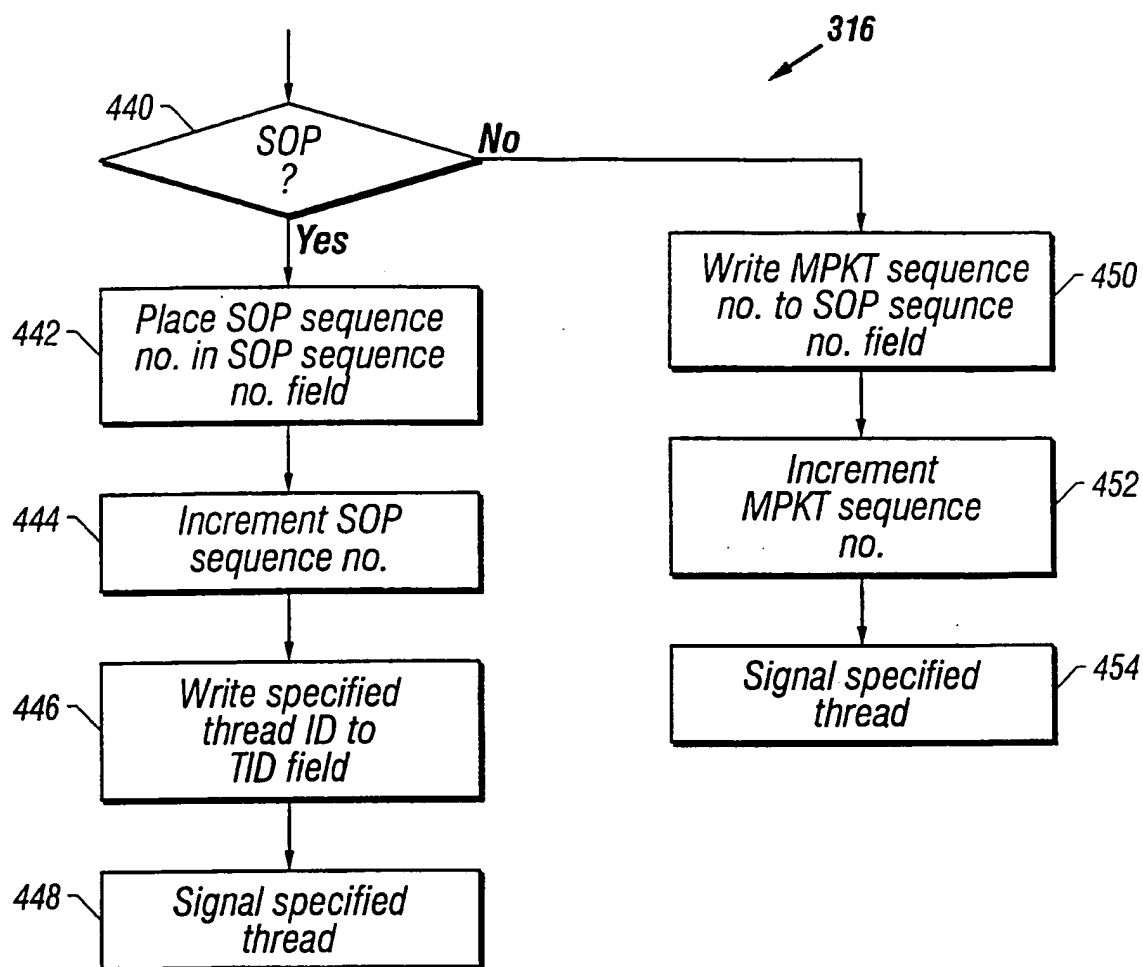 316
440
SOP
?
No
Yes
442
Place SOP sequence
no. in SOP sequence
no. field
444
Increment SOP
sequence no.
446
Write specified
thread ID to
TID field
448
Signal specified
thread
Write MPKT sequence
no. to SOP sequnce
no. field
450
Increment
MPKT sequence
no.
452
Signal specified
thread
454